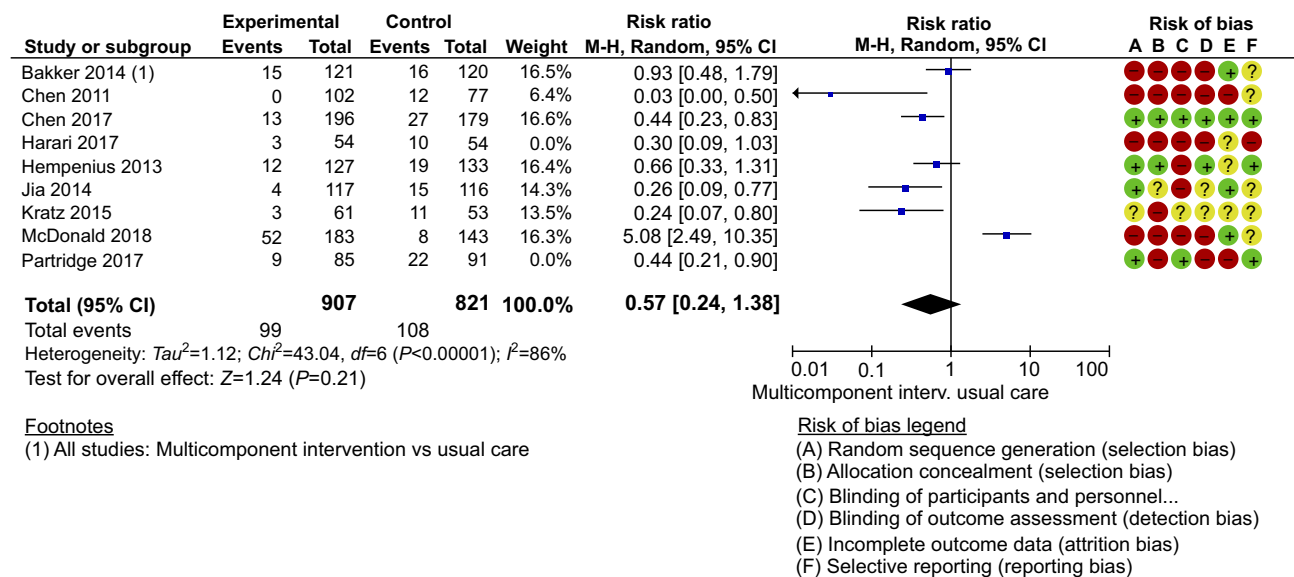 Experimental Control Risk ratio Risk ratio Risk of bias
Study or subgroup Events Total Events Total Weight M-H, Random, 95% CI M-H, Random, 95% CI A B C D E F
Bakker 2014 (1) 15 121 16 120 16.5% 0.93 [0.48, 1.79] − − − − + ?
Chen 2011 0 102 12 77 6.4% 0.03 [0.00, 0.50] − − − − − ?
Chen 2017 13 196 27 179 16.6% 0.44 [0.23, 0.83] + + + + + +
Harari 2017 3 54 10 54 0.0% 0.30 [0.09, 1.03] − − − − ? −
Hempenius 2013 12 127 19 133 16.4% 0.66 [0.33, 1.31] + + − + ? +
Jia 2014 4 117 15 116 14.3% 0.26 [0.09, 0.77] + ? − ? + ?
Kratz 2015 3 61 11 53 13.5% 0.24 [0.07, 0.80] ? − ? ? ? ?
McDonald 2018 52 183 8 143 16.3% 5.08 [2.49, 10.35] − − − − + ?
Partridge 2017 9 85 22 91 0.0% 0.44 [0.21, 0.90] + − + − − +
Total (95% CI) 907 821 100.0% 0.57 [0.24, 1.38]
Total events 99 108
Heterogeneity: Tau²=1.12; Chi²=43.04, df=6 (P<0.00001); I²=86%
Test for overall effect: Z=1.24 (P=0.21)
0.01 0.1 1 10 100
Multicomponent interv. usual care
Footnotes
(1) All studies: Multicomponent intervention vs usual care
Risk of bias legend
(A) Random sequence generation (selection bias)
(B) Allocation concealment (selection bias)
(C) Blinding of participants and personnel...
(D) Blinding of outcome assessment (detection bias)
(E) Incomplete outcome data (attrition bias)
(F) Selective reporting (reporting bias)